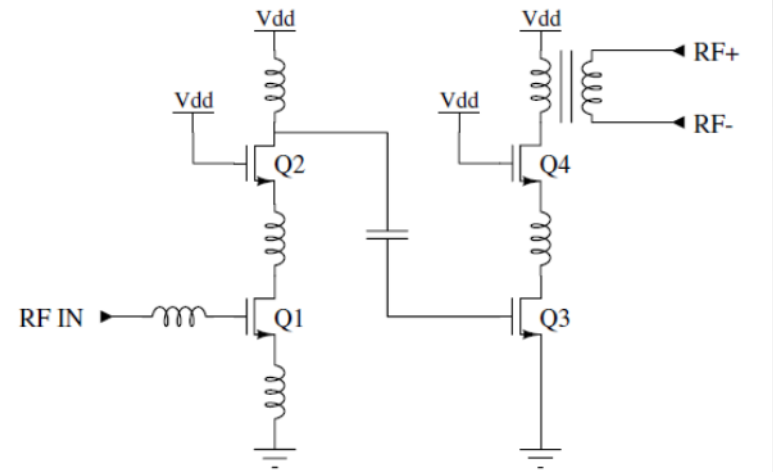 Vdd
Vdd
Vdd
Vdd
RF+
RF-
Q2
Q4
RF IN
Q1
Q3